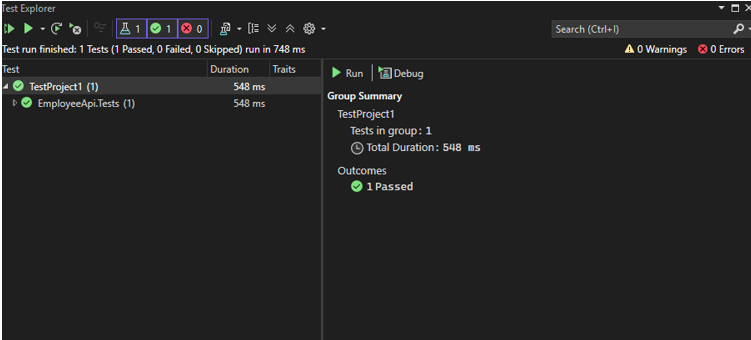 Test Explorer
1 1 0
Search (Ctrl+I)
Test run finished: 1 Tests (1 Passed, 0 Failed, 0 Skipped) run in 748 ms
0 Warnings 0 Errors
Test Duration Traits
TestProject1 (1) 548 ms
EmployeeApi.Tests (1) 548 ms
Run Debug
Group Summary
TestProject1
Tests in group: 1
Total Duration: 548 ms
Outcomes
1 Passed